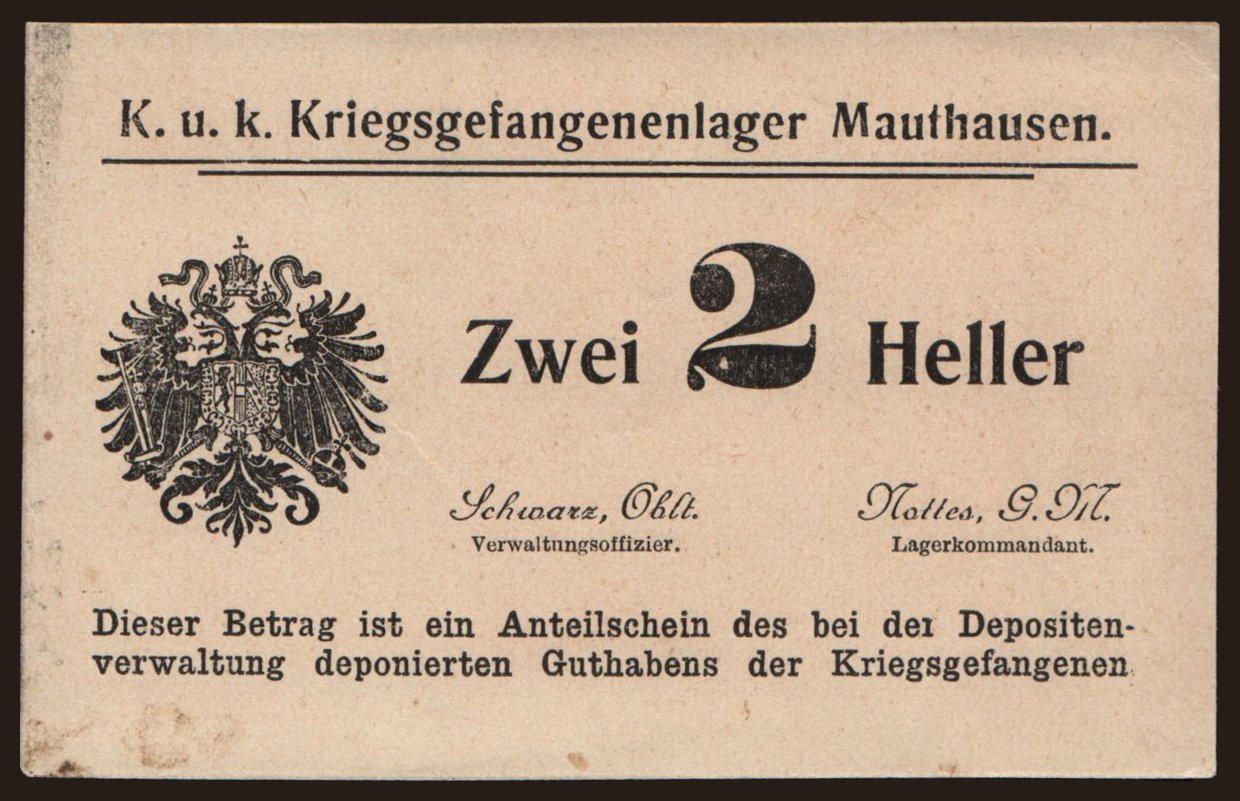 K. u. k. Kriegsgefangenenlager Mauthausen.
Zwei 2 Heller
Schwarz, Oblt.
Verwaltungsoffizier.
Nottes, G. M.
Lagerkommandant.
Dieser Betrag ist ein Anteilschein des bei der Depositen-
verwaltung deponierten Guthabens der Kriegsgefangenen.